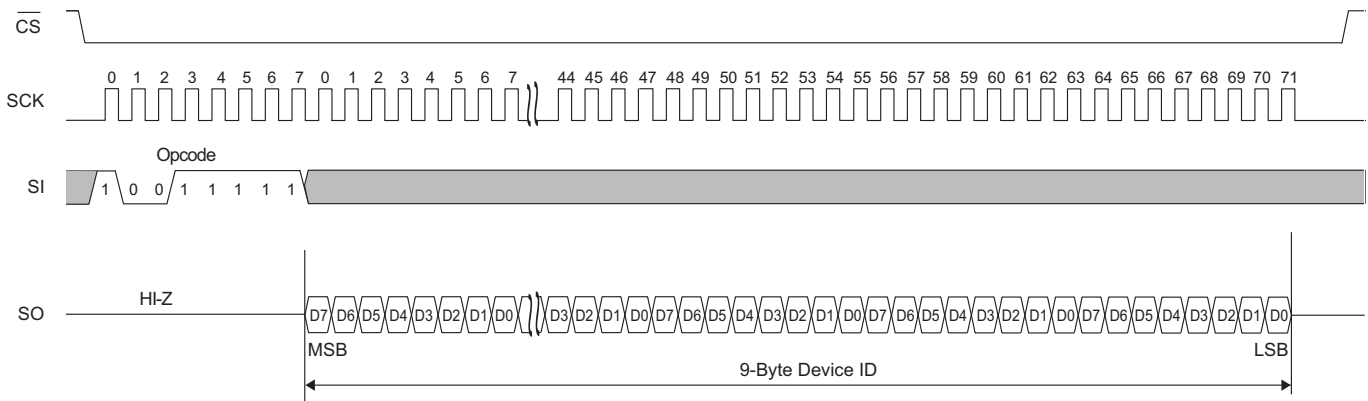 CS
0 1 2 3 4 5 6 7 0 1 2 3 4 5 6 7 44 45 46 47 48 49 50 51 52 53 54 55 56 57 58 59 60 61 62 63 64 65 66 67 68 69 70 71
SCK
Opcode
SI 1 0 0 1 1 1 1 1
HI-Z
SO D7 D6 D5 D4 D3 D2 D1 D0 D3 D2 D1 D0 D7 D6 D5 D4 D3 D2 D1 D0 D7 D6 D5 D4 D3 D2 D1 D0 D7 D6 D5 D4 D3 D2 D1 D0
MSB LSB
9-Byte Device ID